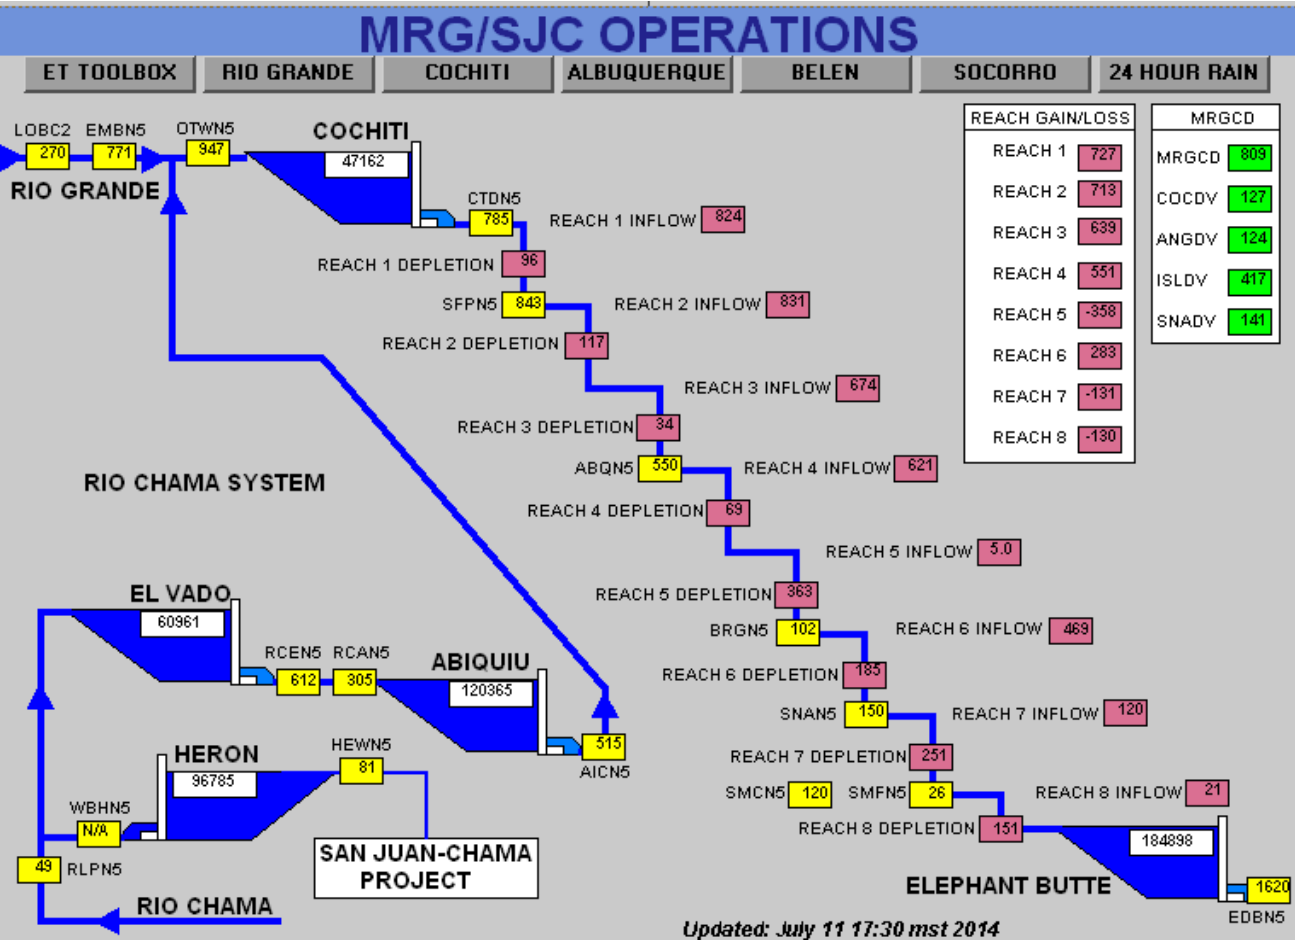 MRG/SJC OPERATIONS
ET TOOLBOX RIO GRANDE COCHITI ALBUQUERQUE BELEN SOCORRO 24 HOUR RAIN
LOBC2 EMBN5 OTWN5 COCHITI
270 771 947 47162
RIO GRANDE
CTDN5
785 REACH 1 INFLOW 824
REACH 1 DEPLETION 96
SFPN5 843 REACH 2 INFLOW 831
REACH 2 DEPLETION 117
REACH 3 INFLOW 674
REACH 3 DEPLETION 34
ABQN5 550 REACH 4 INFLOW 621
REACH 4 DEPLETION 69
REACH 5 INFLOW 5.0
REACH 5 DEPLETION 363
BRGN5 102 REACH 6 INFLOW 469
REACH 6 DEPLETION 185
SNAN5 150 REACH 7 INFLOW 120
REACH 7 DEPLETION 251
SMCN5 120 SMFN5 26 REACH 8 INFLOW 21
REACH 8 DEPLETION 151
184898
ELEPHANT BUTTE 1620
EDBN5
REACH GAIN/LOSS
REACH 1 727
REACH 2 713
REACH 3 639
REACH 4 551
REACH 5 -358
REACH 6 283
REACH 7 -131
REACH 8 -130
MRGCD
MRGCD 809
COCDV 127
ANGDV 124
ISLDV 417
SNADV 141
RIO CHAMA SYSTEM
EL VADO
60961
RCEN5 RCAN5 ABIQUIU
612 305 120365
515
AICN5
HERON HEWN5
96785 81
WBHN5
N/A
49 RLPN5
SAN JUAN-CHAMA
PROJECT
RIO CHAMA
Updated: July 11 17:30 mst 2014